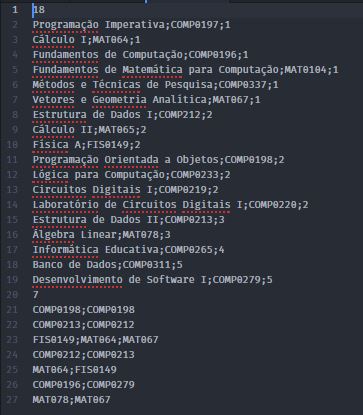 1 18
2 Programação Imperativa;COMP0197;1
3 Cálculo I;MAT064;1
4 Fundamentos de Computação;COMP0196;1
5 Fundamentos de Matemática para Computação;MAT0104;1
6 Métodos e Técnicas de Pesquisa;COMP0337;1
7 Vetores e Geometria Analítica;MAT067;1
8 Estrutura de Dados I;COMP212;2
9 Cálculo II;MAT065;2
10 Física A;FIS0149;2
11 Programação Orientada a Objetos;COMP0198;2
12 Lógica para Computação;COMP0233;2
13 Circuitos Digitais I;COMP0219;2
14 Laboratório de Circuitos Digitais I;COMP0220;2
15 Estrutura de Dados II;COMP0213;3
16 Álgebra Linear;MAT078;3
17 Informática Educativa;COMP0265;4
18 Banco de Dados;COMP0311;5
19 Desenvolvimento de Software I;COMP0279;5
20 7
21 COMP0198;COMP0198
22 COMP0213;COMP0212
23 FIS0149;MAT064;MAT067
24 COMP0212;COMP0213
25 MAT064;FIS0149
26 COMP0196;COMP0279
27 MAT078;MAT067